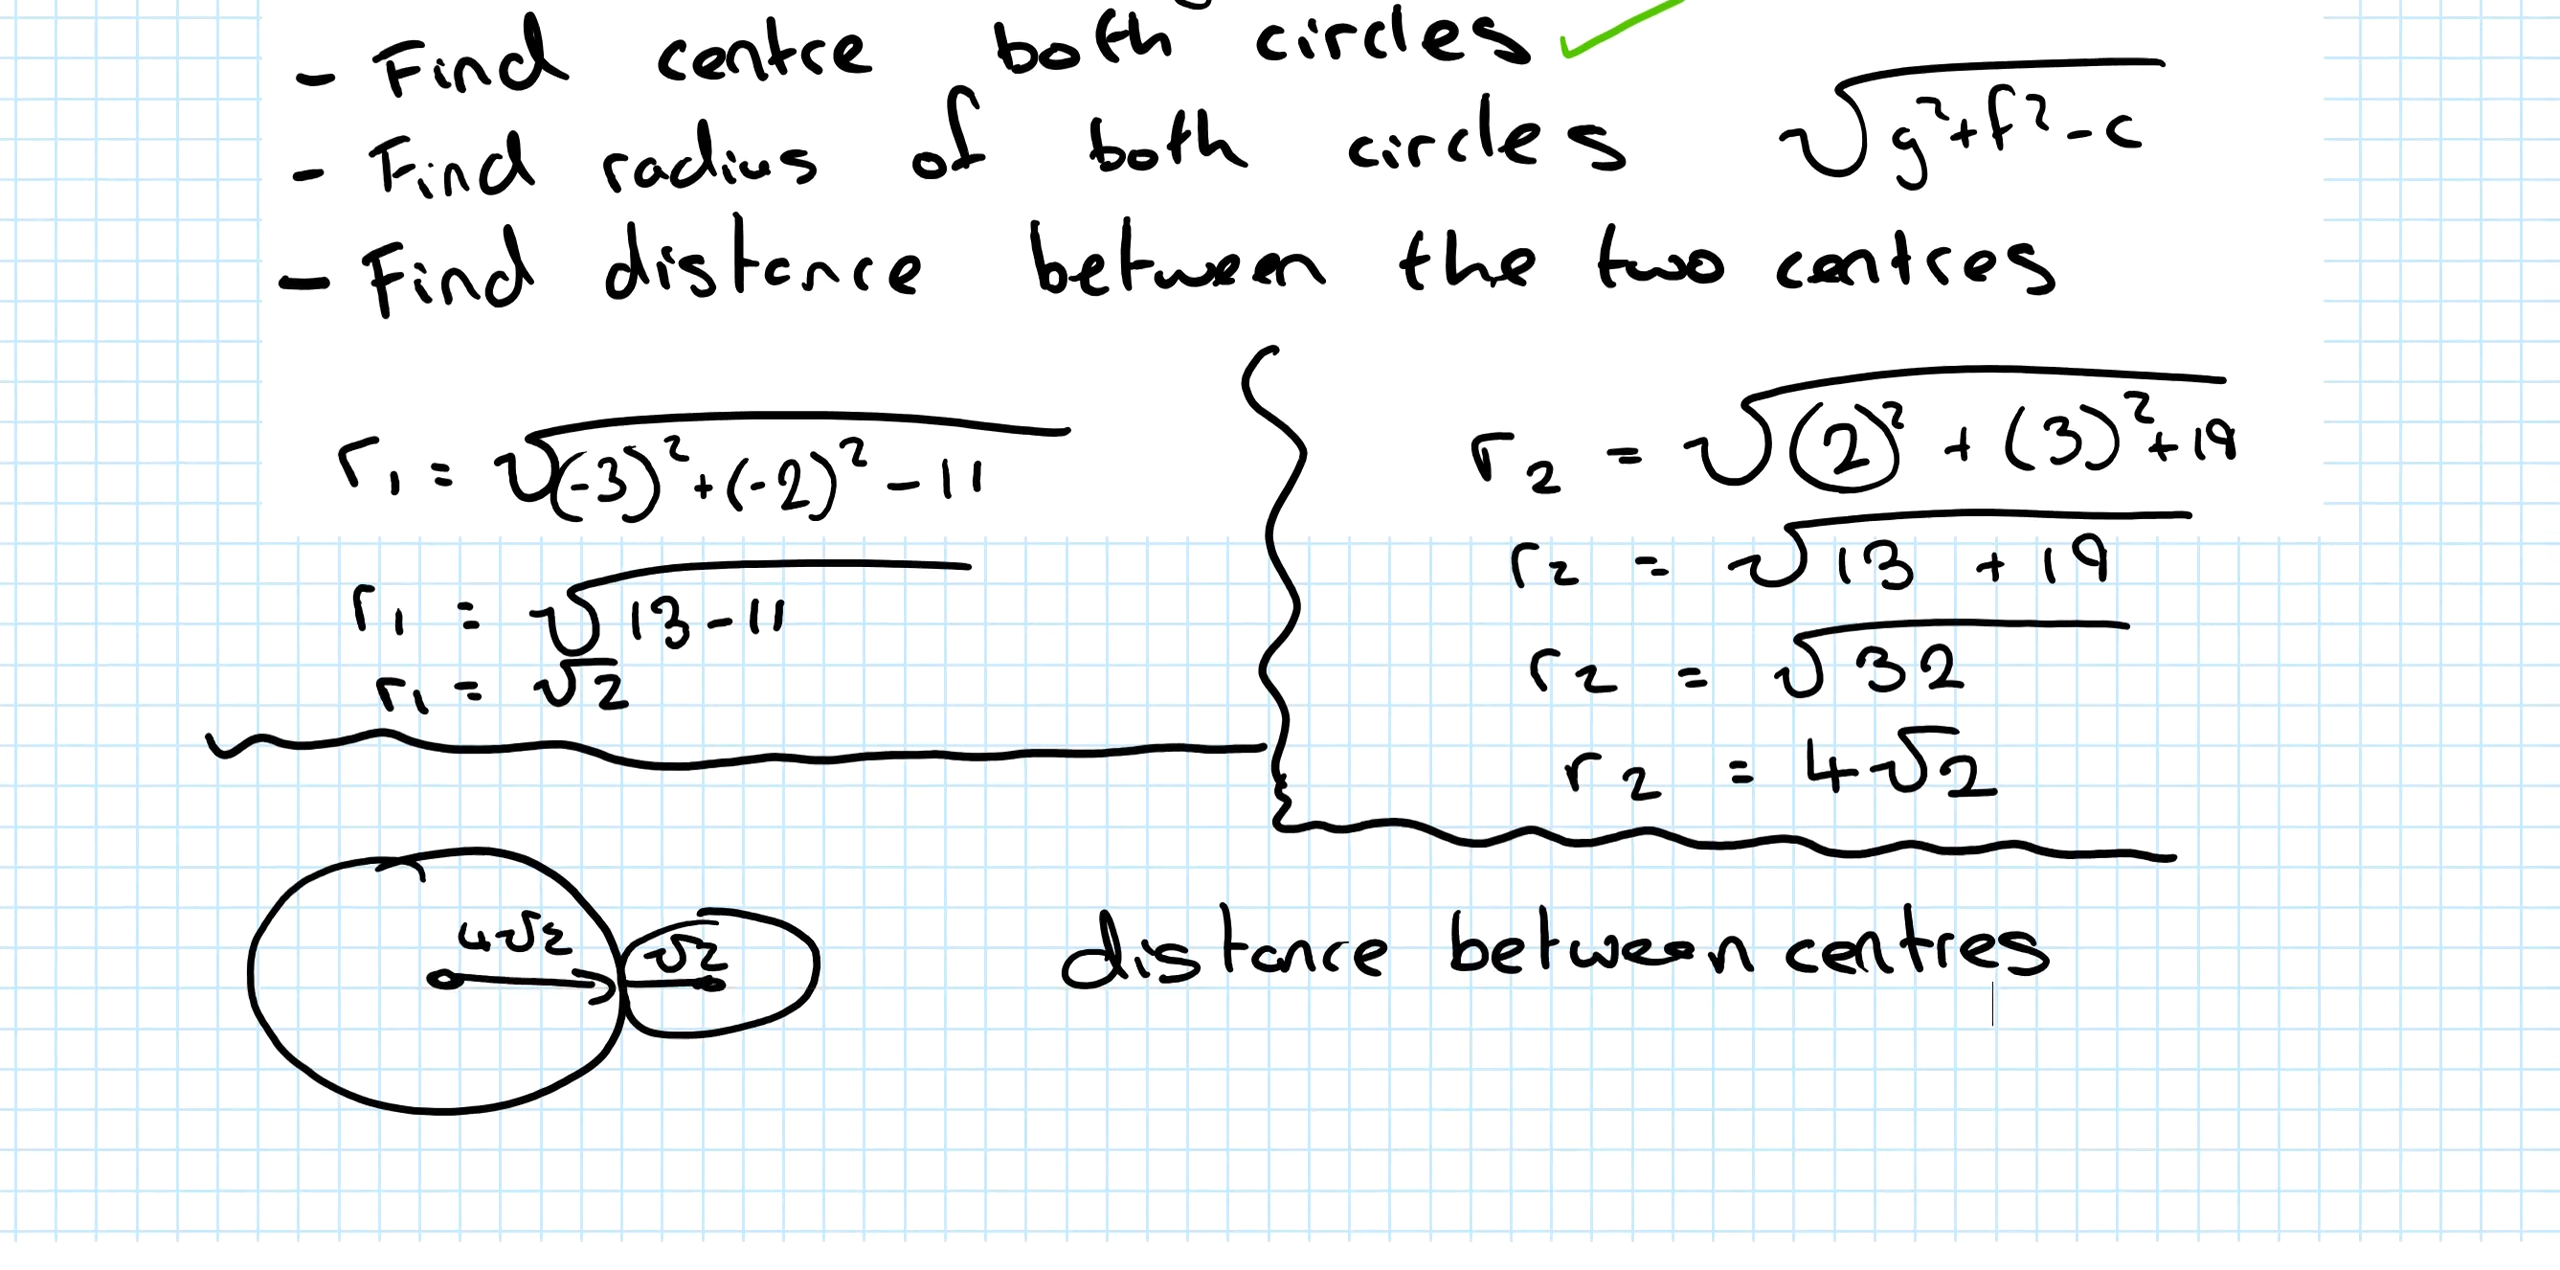 - Find centre both circles ✓
- Find radius of both circles √(g²+f²-c)
- Find distance between the two centres
r₁ = √((-3)²+(-2)²-11)
r₁ = √(13-11)
r₁ = √2
r₂ = √((2)² + (3)²+19)
r₂ = √(13 + 19)
r₂ = √32
r₂ = 4√2
4√2 √2
distance between centres